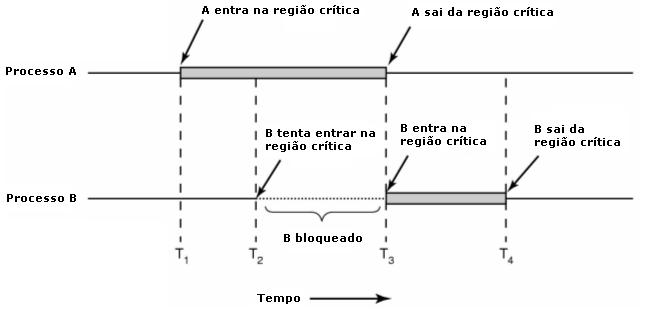 A entra na região crítica
A sai da região crítica
Processo A
B tenta entrar na
região crítica
B entra na
região crítica
B sai da
região crítica
Processo B
B bloqueado
T1
T2
T3
T4
Tempo